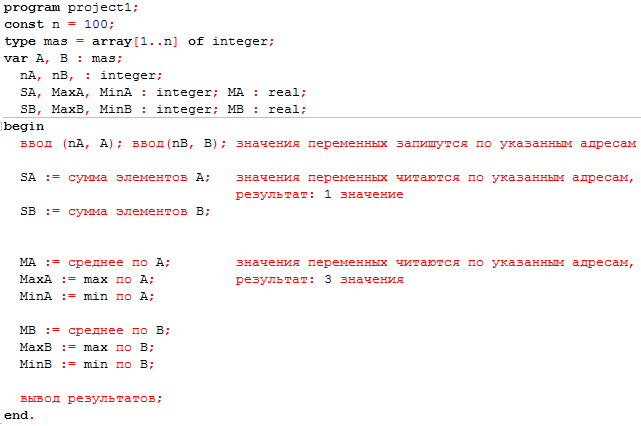 program project1;
const n = 100;
type mas = array[1..n] of integer;
var A, B : mas;
nA, nB, : integer;
SA, MaxA, MinA : integer; MA : real;
SB, MaxB, MinB : integer; MB : real;
begin
ввод (nA, A); ввод(nB, B); значения переменных запишутся по указанным адресам
SA := сумма элементов A; значения переменных читаются по указанным адресам,
результат: 1 значение
SB := сумма элементов B;
MA := среднее по A; значения переменных читаются по указанным адресам,
MaxA := max по A; результат: 3 значения
MinA := min по A;
MB := среднее по B;
MaxB := max по B;
MinB := min по B;
вывод результатов;
end.